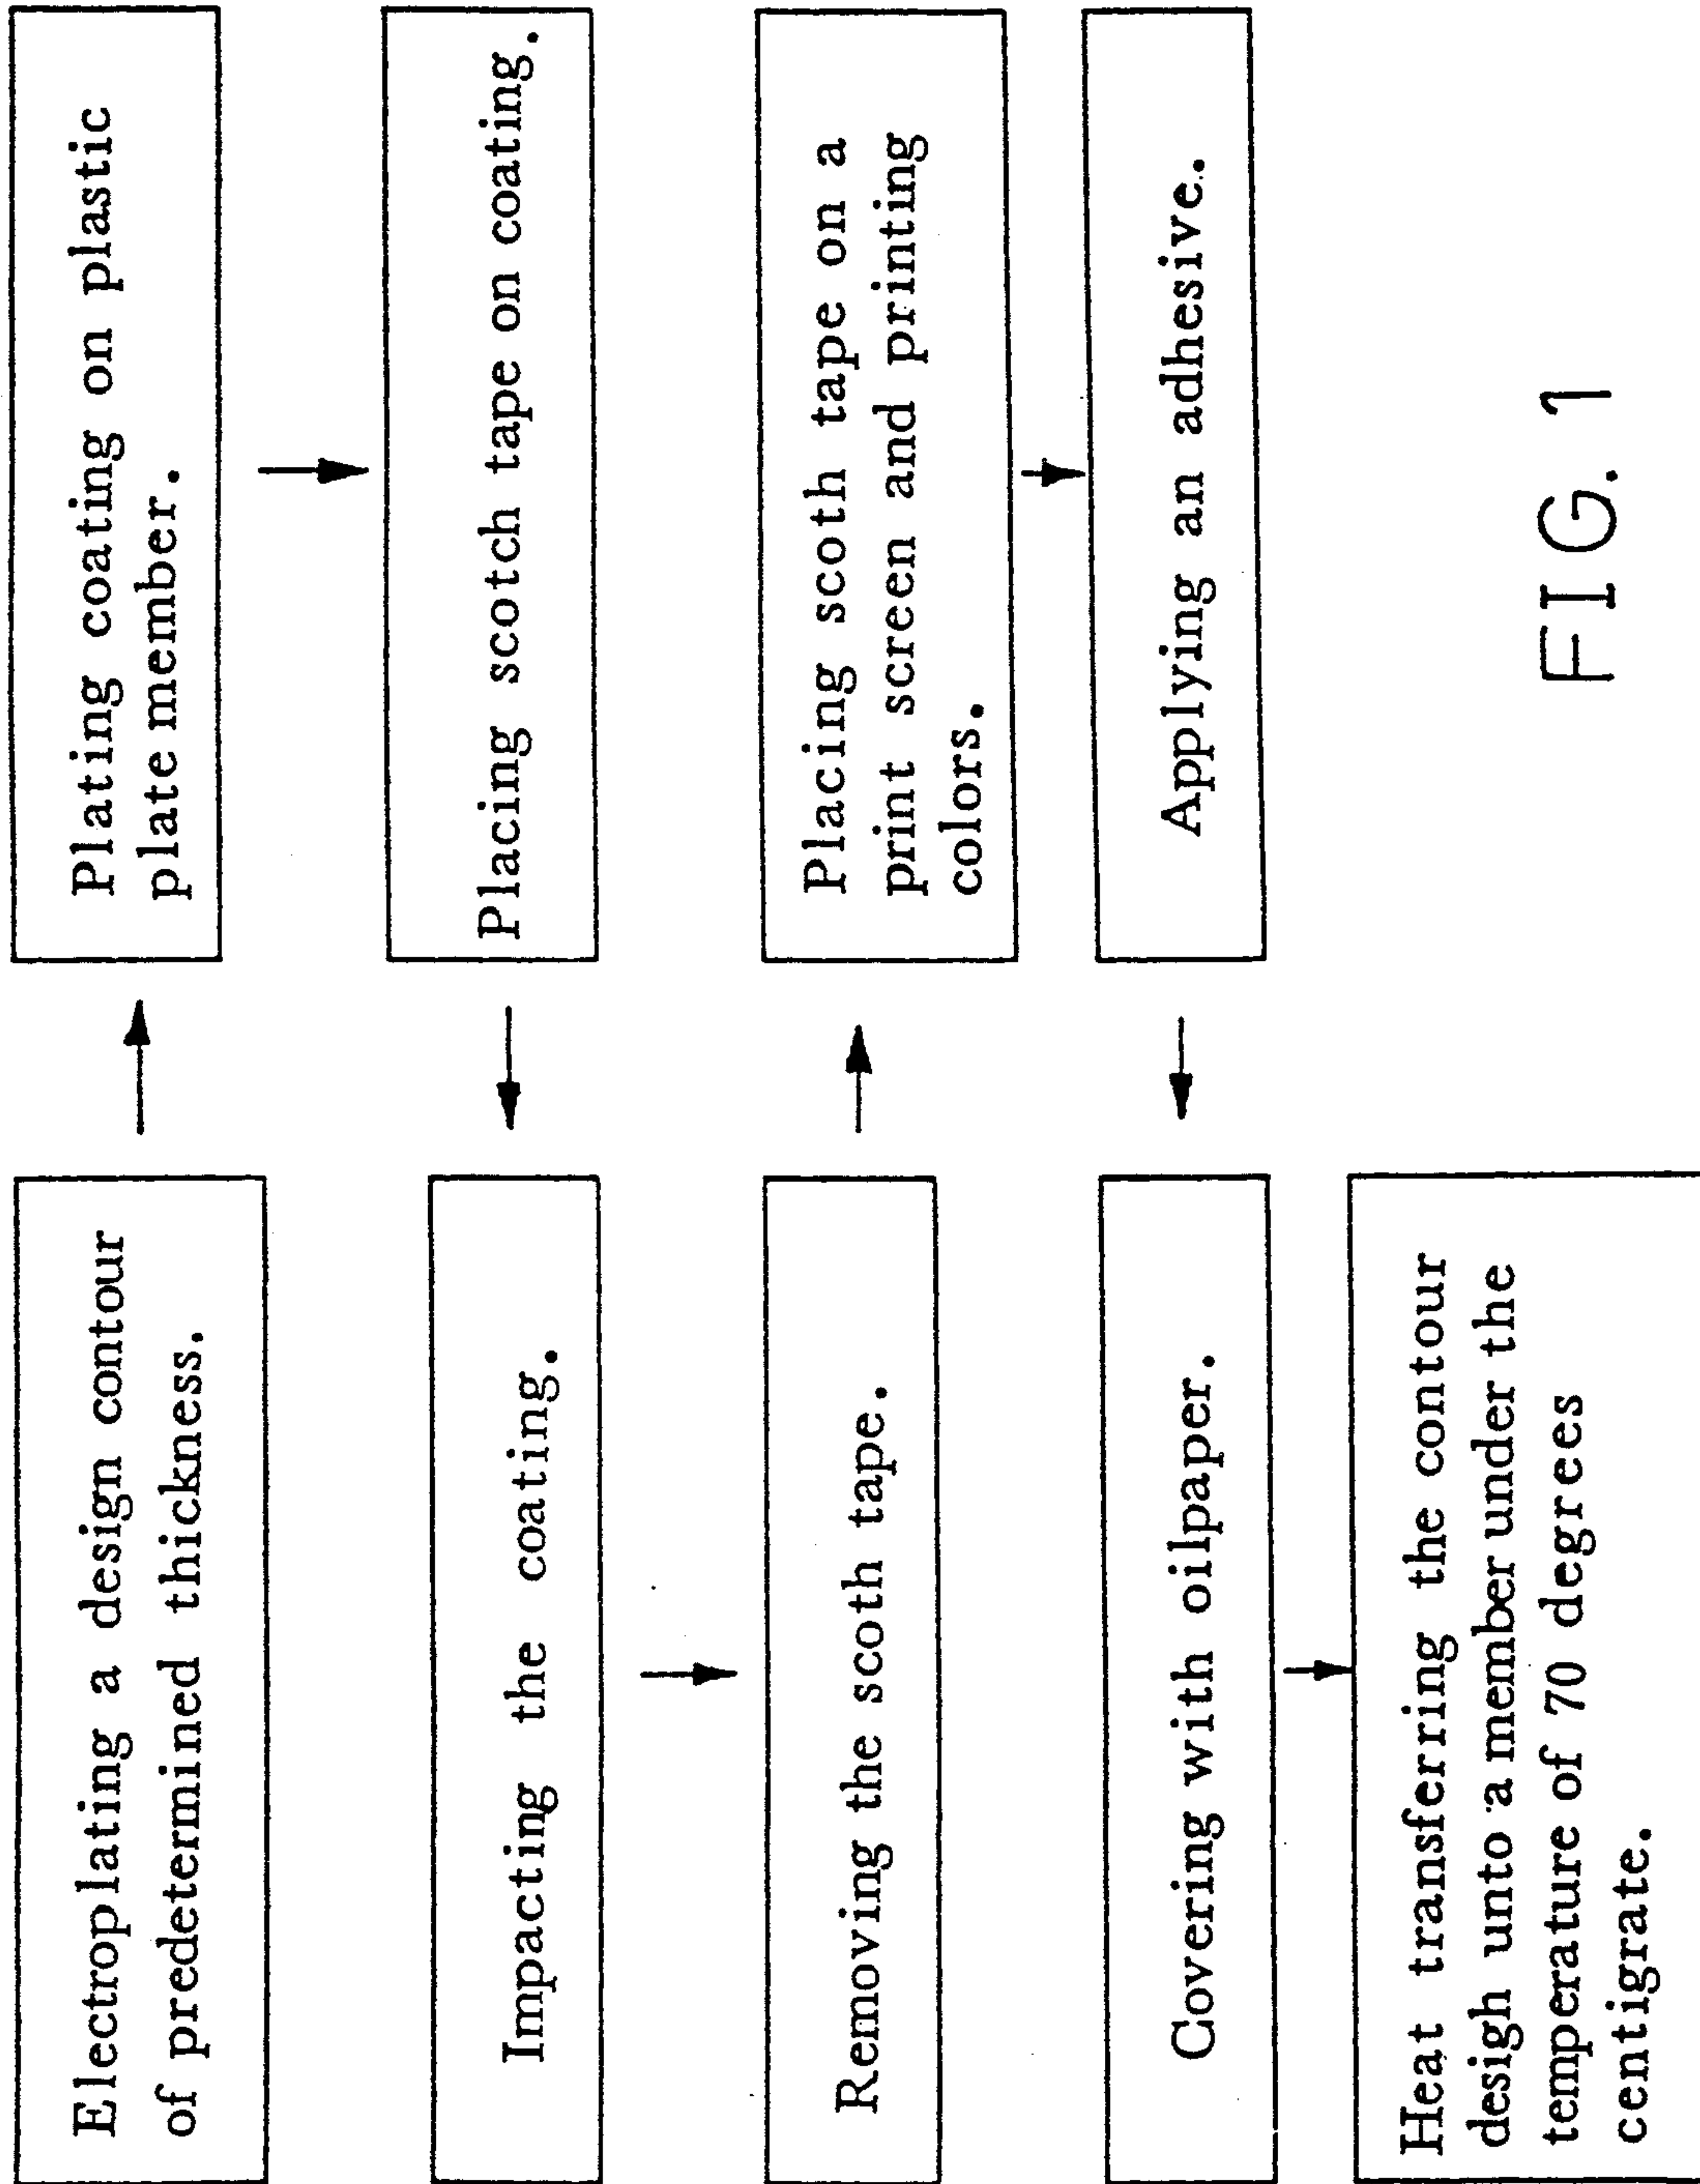 Electroplating a design contour
of predetermined thickness.
Plating coating on plastic
plate member.
Placing scotch tape on coating.
Impacting the coating.
Removing the scoth tape.
Placing scoth tape on a
print screen and printing
colors.
Applying an adhesive.
Covering with oilpaper.
Heat transferring the contour
desigh unto a member under the
temperature of 70 degrees
centigrate.
FIG. 1